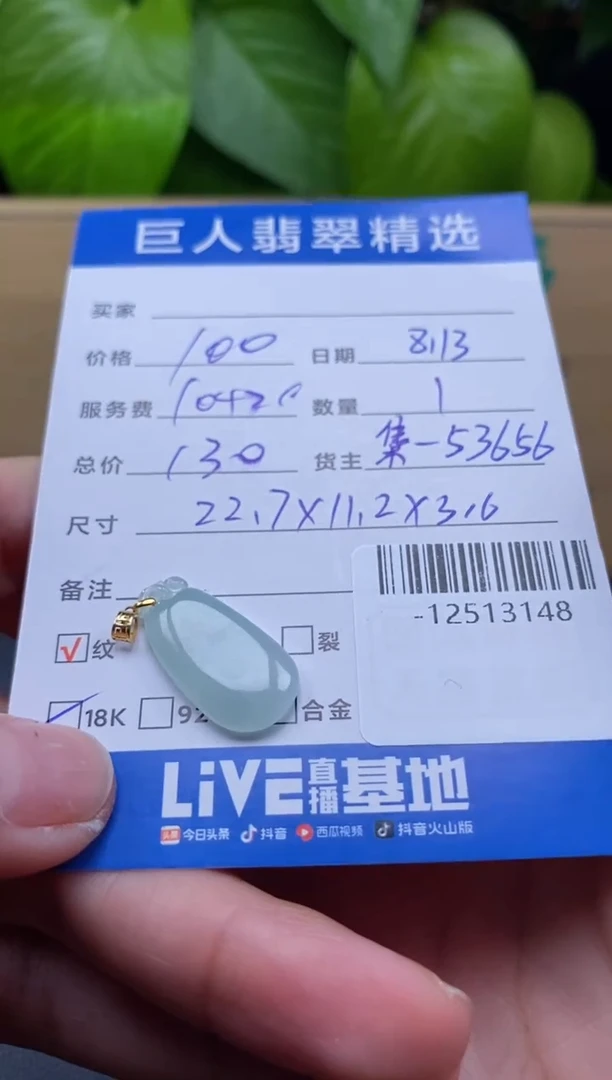 巨人翡翠精选
买家
价格 100 日期 8.13
服务费 10+20 数量 1
总价 130 货主 集-53656
尺寸 22.7X11.2X3.6
备注
√ 纹 裂
-12513148
18K 92 合金
LiVE直播基地
头条 今日头条 抖音 西瓜视频 抖音火山版